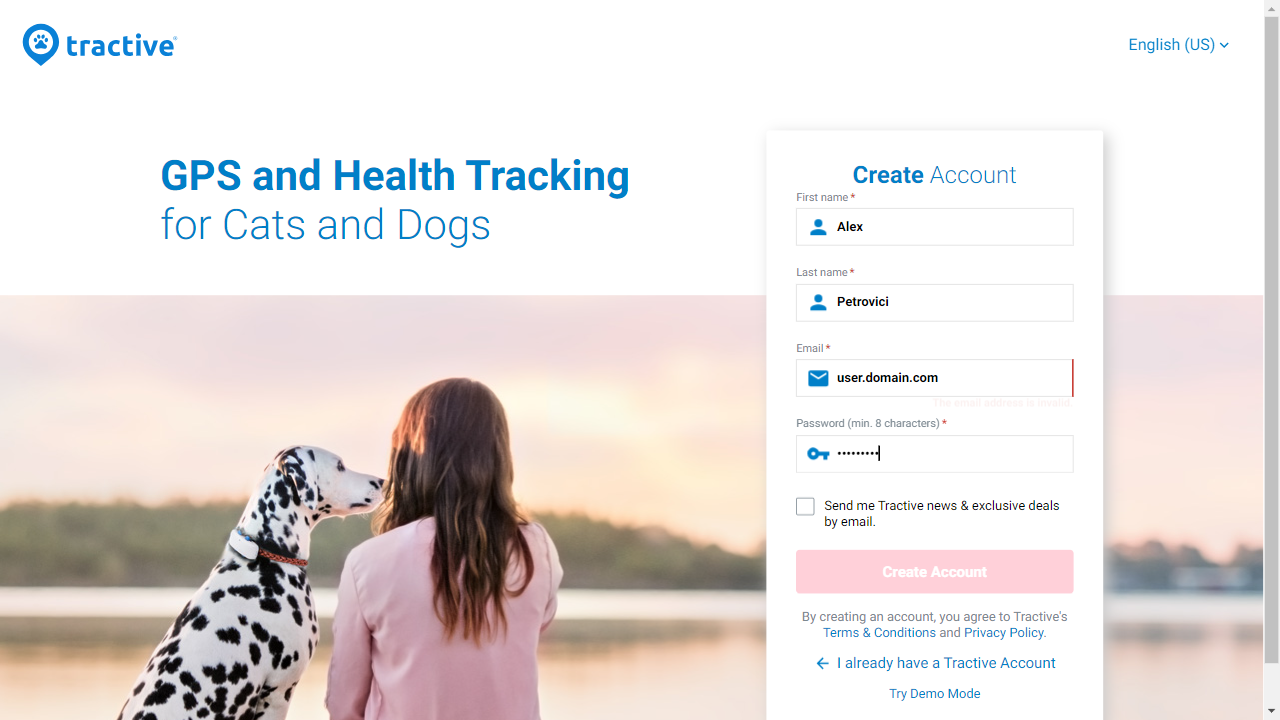 tractive®
English (US)
GPS and Health Tracking
for Cats and Dogs
Create Account
First name *
Alex
Last name *
Petrovici
Email *
user.domain.com
The email address is invalid.
Password (min. 8 characters) *
•••••••••
Send me Tractive news & exclusive deals
by email.
Create Account
By creating an account, you agree to Tractive's
Terms & Conditions and Privacy Policy.
I already have a Tractive Account
Try Demo Mode